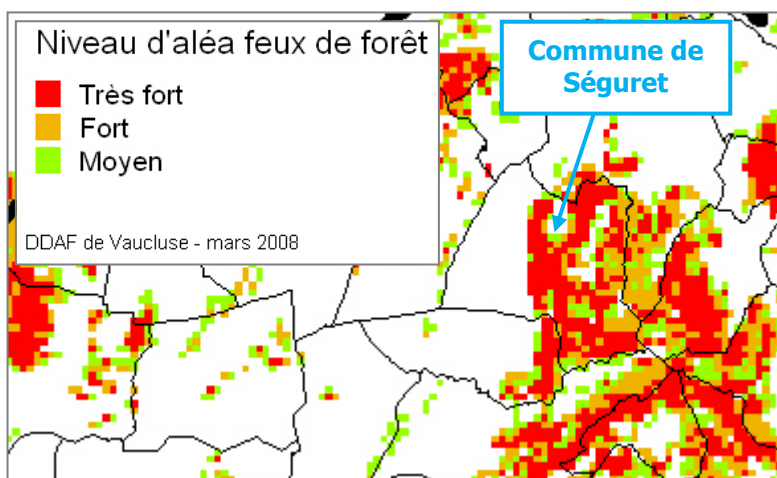 Niveau d'aléa feux de forêt
Très fort
Fort
Moyen
DDAF de Vaucluse - mars 2008
Commune de
Séguret